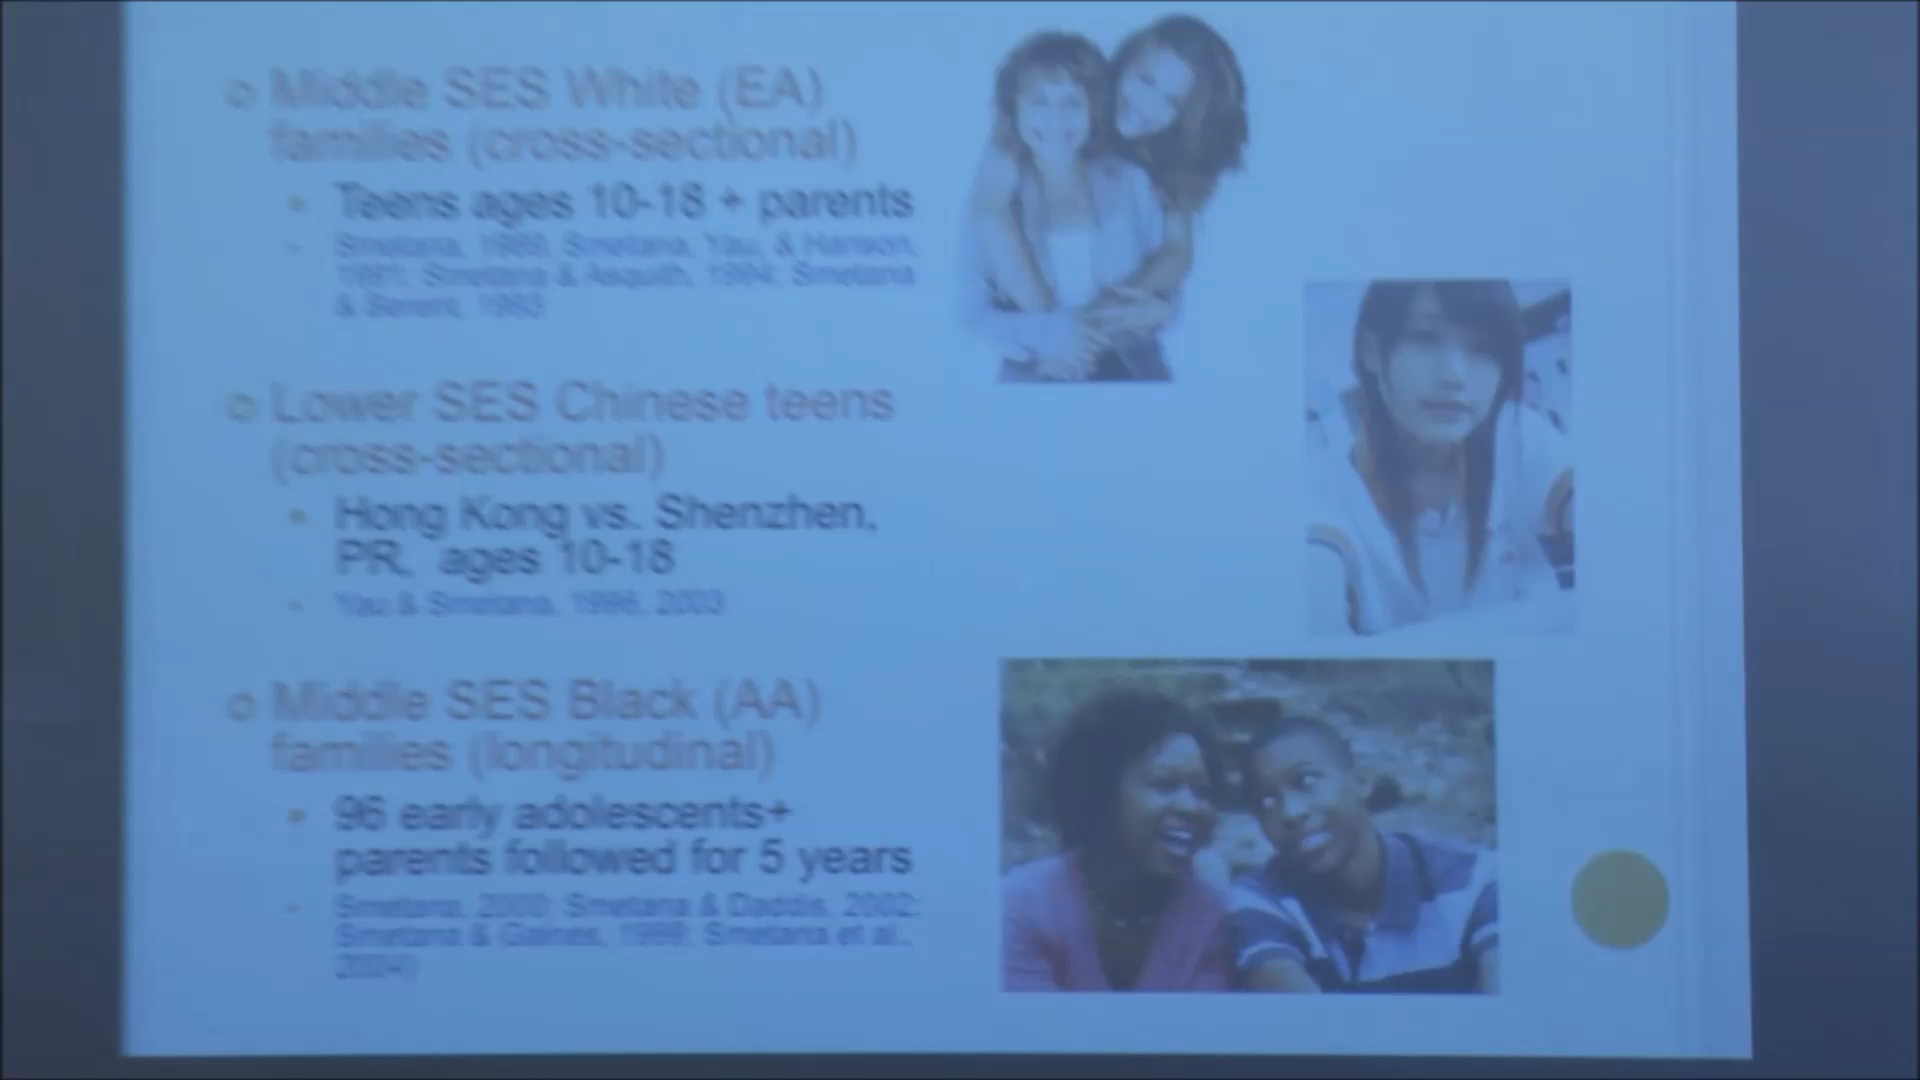 Middle SES White (EA)
families (cross-sectional)
Teens ages 10-18 + parents
Smetana, 1988; Smetana, Yau, & Hanson,
1991; Smetana & Asquith, 1994; Smetana
& Berent, 1993
Lower SES Chinese teens
(cross-sectional)
Hong Kong vs. Shenzhen,
PR, ages 10-18
Yau & Smetana, 1996, 2003
Middle SES Black (AA)
families (longitudinal)
96 early adolescents+
parents followed for 5 years
Smetana, 2000; Smetana & Daddis, 2002;
Smetana & Gaines, 1999; Smetana et al.,
2004)